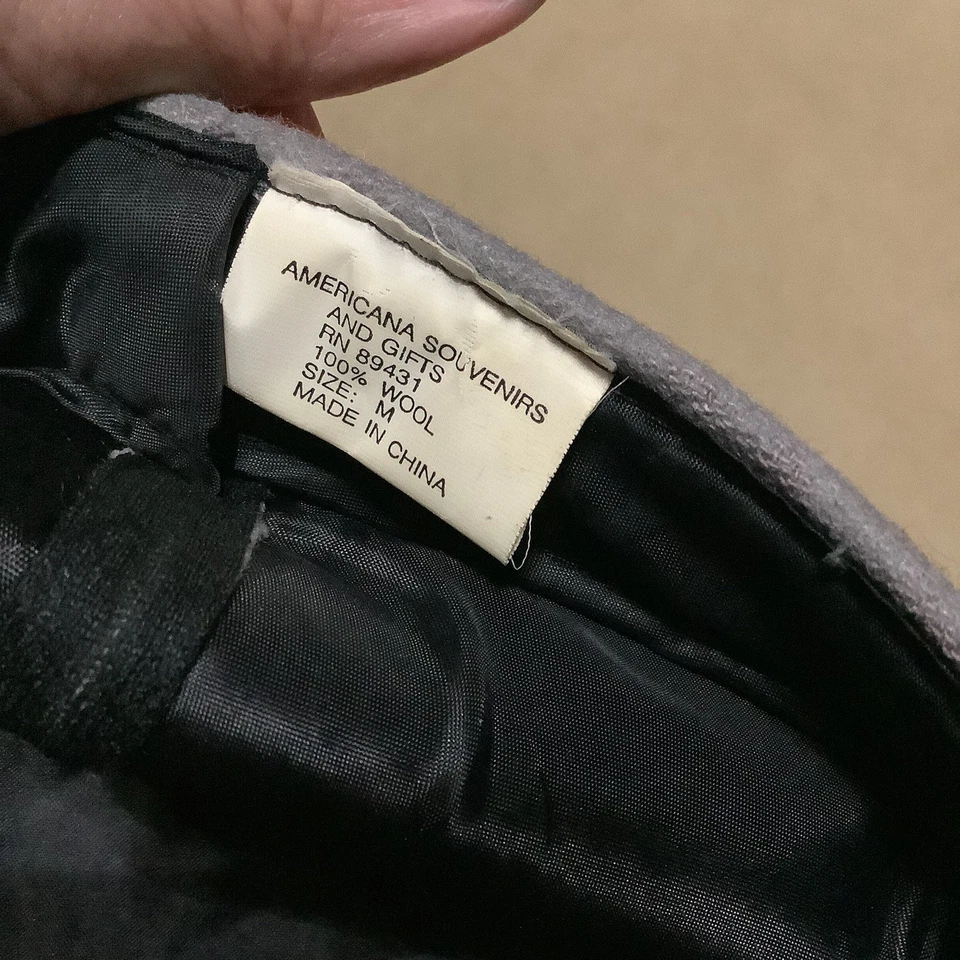 AMERICANA SOUVENIRS
AND GIFTS
RN 89431
100% WOOL
SIZE: M
MADE IN CHINA